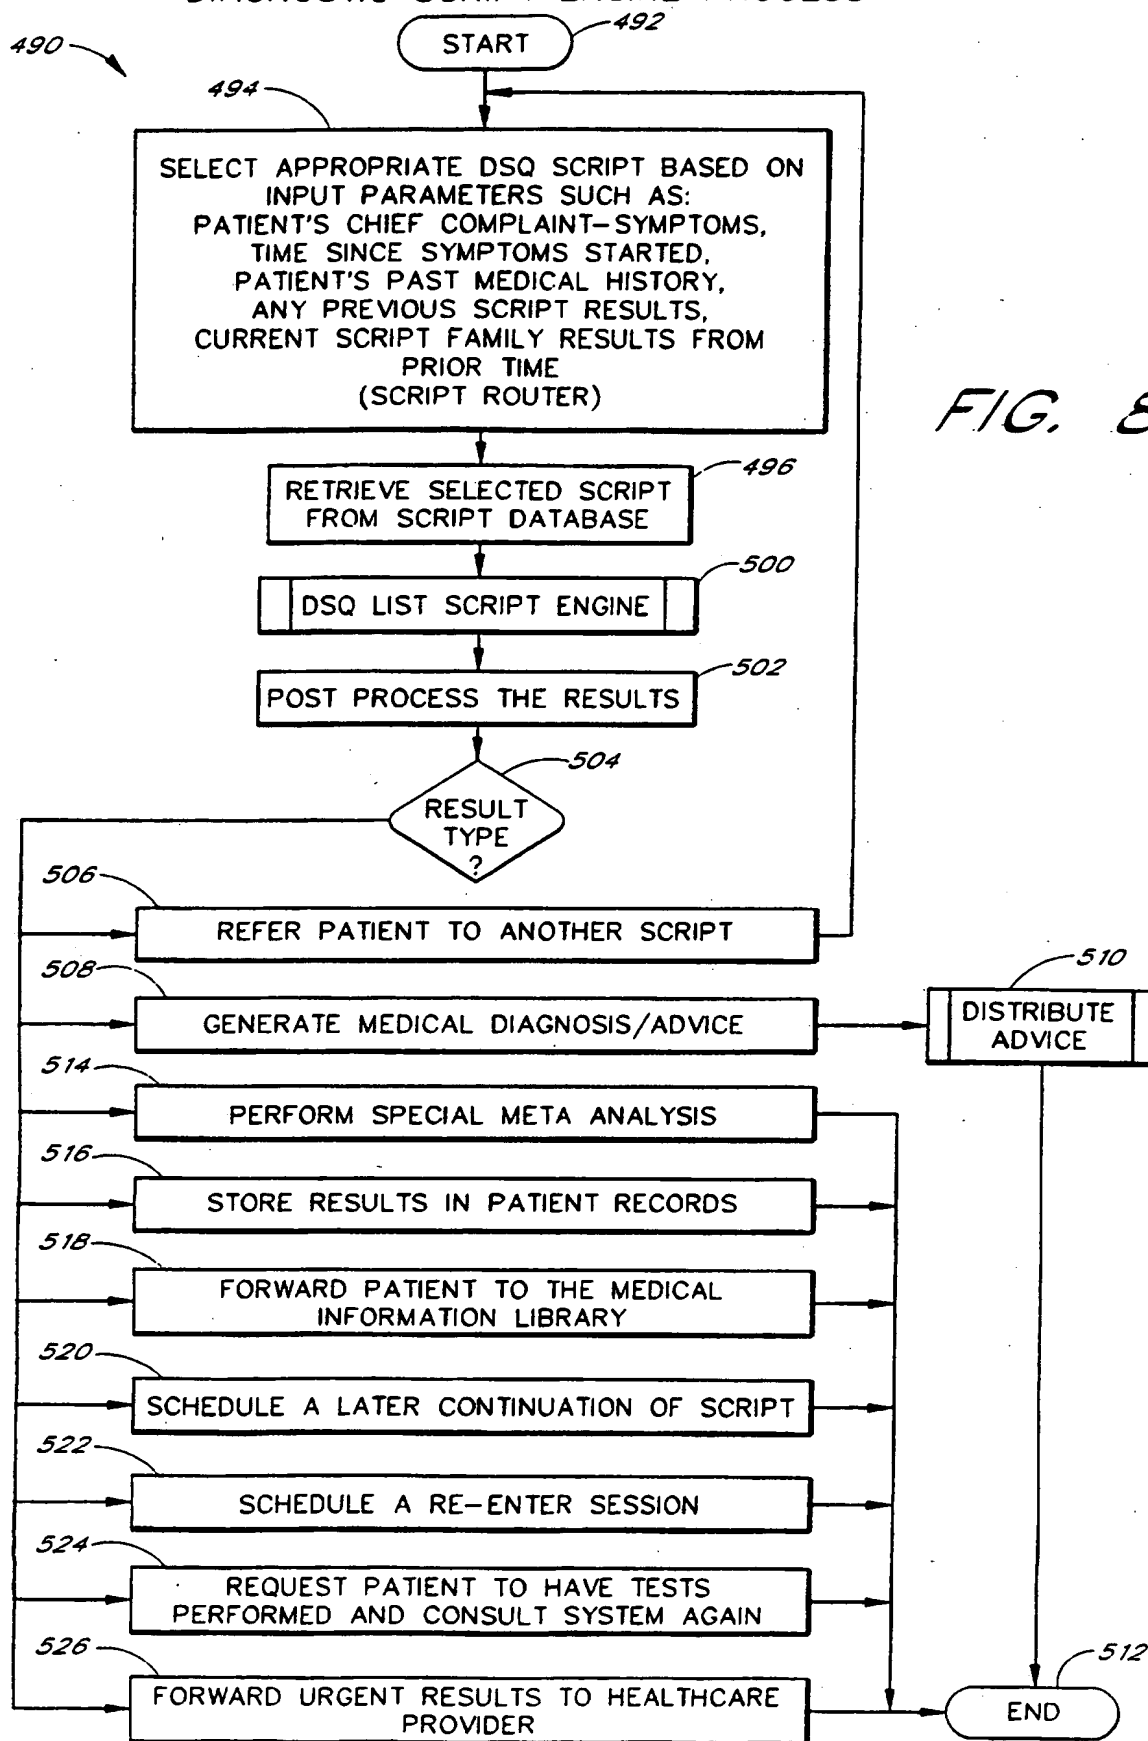 DIAGNOSTIC SCRIPT ENGINE PROCESS
490
START
492
494
SELECT APPROPRIATE DSQ SCRIPT BASED ON
INPUT PARAMETERS SUCH AS:
PATIENT'S CHIEF COMPLAINT-SYMPTOMS,
TIME SINCE SYMPTOMS STARTED,
PATIENT'S PAST MEDICAL HISTORY,
ANY PREVIOUS SCRIPT RESULTS,
CURRENT SCRIPT FAMILY RESULTS FROM
PRIOR TIME
(SCRIPT ROUTER)
FIG. 8
496
RETRIEVE SELECTED SCRIPT
FROM SCRIPT DATABASE
500
DSQ LIST SCRIPT ENGINE
502
POST PROCESS THE RESULTS
504
RESULT
TYPE
?
506
REFER PATIENT TO ANOTHER SCRIPT
508
GENERATE MEDICAL DIAGNOSIS/ADVICE
510
DISTRIBUTE
ADVICE
514
PERFORM SPECIAL META ANALYSIS
516
STORE RESULTS IN PATIENT RECORDS
518
FORWARD PATIENT TO THE MEDICAL
INFORMATION LIBRARY
520
SCHEDULE A LATER CONTINUATION OF SCRIPT
522
SCHEDULE A RE-ENTER SESSION
524
REQUEST PATIENT TO HAVE TESTS
PERFORMED AND CONSULT SYSTEM AGAIN
526
FORWARD URGENT RESULTS TO HEALTHCARE
PROVIDER
512
END